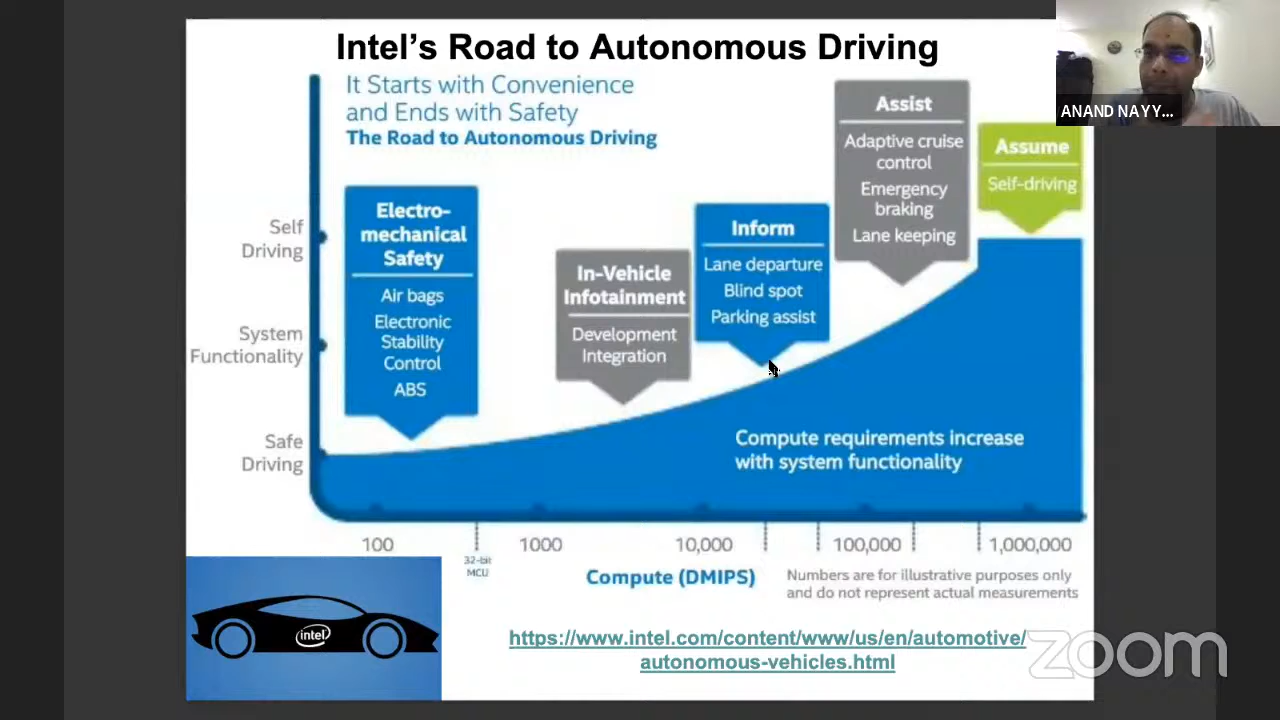 Intel's Road to Autonomous Driving
It Starts with Convenience
and Ends with Safety
The Road to Autonomous Driving
ANAND NAYY...
Assist
Adaptive cruise
control
Emergency
braking
Lane keeping
Assume
Self-driving
Electro-
mechanical
Safety
Air bags
Electronic
Stability
Control
ABS
In-Vehicle
Infotainment
Development
Integration
Inform
Lane departure
Blind spot
Parking assist
Self
Driving
System
Functionality
Safe
Driving
Compute requirements increase
with system functionality
100
32-bit
MCU
1000
10,000
100,000
1,000,000
Compute (DMIPS)
Numbers are for illustrative purposes only
and do not represent actual measurements
intel
https://www.intel.com/content/www/us/en/automotive/
autonomous-vehicles.html
zoom